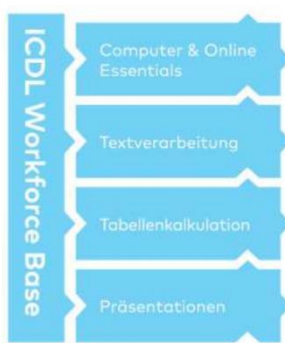 ICDL Workforce Base
Computer & Online
Essentials
Textverarbeitung
Tabellenkalkulation
Präsentationen